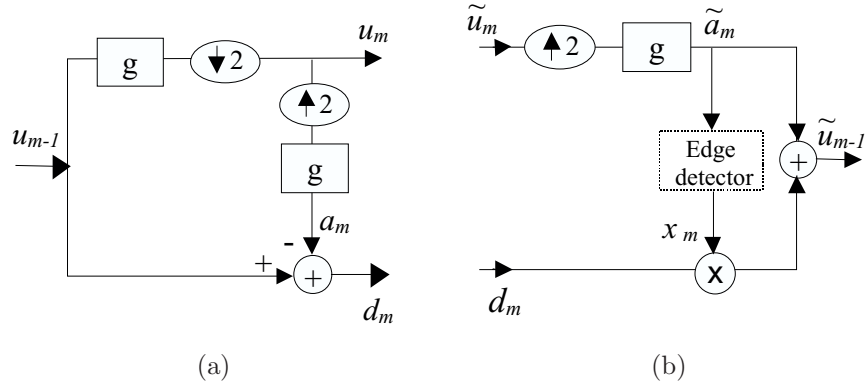 u_m
g
↓2
↑2
u_{m-1}
g
a_m
-
+
+
d_m
(a)
ũ_m
↑2
g
ã_m
ũ_{m-1}
Edge
detector
+
x_m
x
d_m
(b)